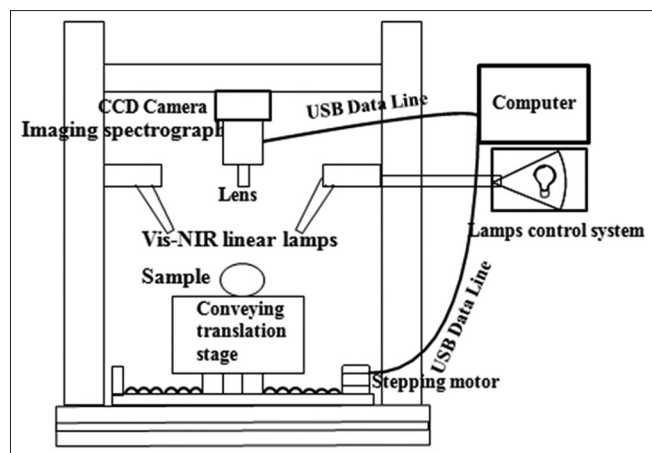 CCD Camera
Imaging spectrograph
USB Data Line
Computer
Lens
Lamps control system
Vis-NIR linear lamps
Sample
Conveying
translation
stage
USB Data Line
Stepping motor